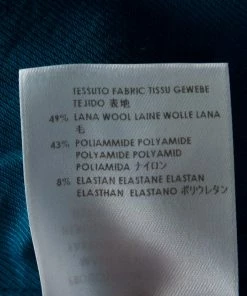 TESSUTO FABRIC TISSU GEWEBE
TEJIDO 表地
49% LANA WOOL LAINE WOLLE LANA
毛
43% POLIAMMIDE POLYAMIDE
POLYAMIDE POLYAMID
POLIAMIDA ナイロン
8% ELASTAN ELASTANE ELASTAN
ELASTHAN ELASTANO ポリウレタン